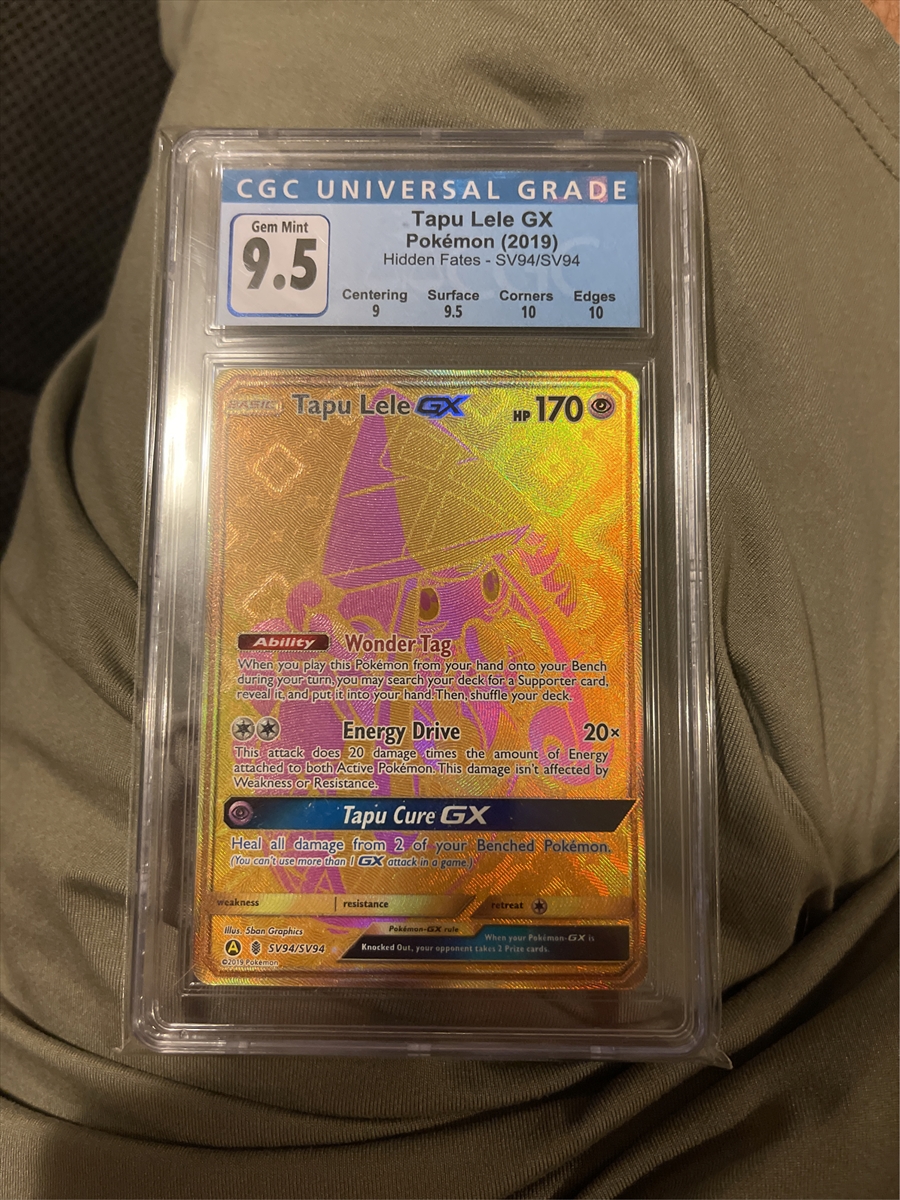 CGC UNIVERSAL GRADE
Gem Mint
9.5
Tapu Lele GX
Pokémon (2019)
Hidden Fates - SV94/SV94
Centering Surface Corners Edges
9 9.5 10 10
BASIC Tapu Lele GX HP 170
Ability Wonder Tag
When you play this Pokémon from your hand onto your Bench
during your turn, you may search your deck for a Supporter card,
reveal it, and put it into your hand. Then, shuffle your deck.
Energy Drive 20×
This attack does 20 damage times the amount of Energy
attached to both Active Pokémon. This damage isn't affected by
Weakness or Resistance.
Tapu Cure GX
Heal all damage from 2 of your Benched Pokémon.
(You can't use more than 1 GX attack in a game.)
weakness resistance retreat
Illus. 5ban Graphics
A SV94/SV94
©2019 Pokémon
Pokémon-GX rule When your Pokémon-GX is
Knocked Out, your opponent takes 2 Prize cards.